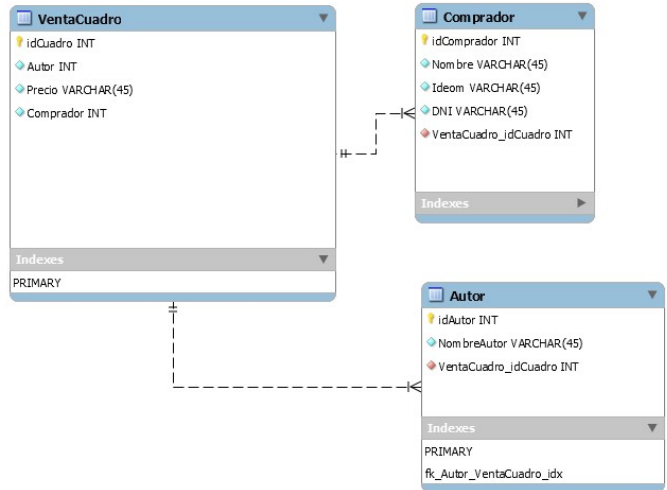 VentaCuadro
idCuadro INT
Autor INT
Precio VARCHAR(45)
Comprador INT
Indexes
PRIMARY
Comprador
idComprador INT
Nombre VARCHAR(45)
Ideom VARCHAR(45)
DNI VARCHAR(45)
VentaCuadro_idCuadro INT
Indexes
Autor
idAutor INT
NombreAutor VARCHAR(45)
VentaCuadro_idCuadro INT
Indexes
PRIMARY
fk_Autor_VentaCuadro_idx